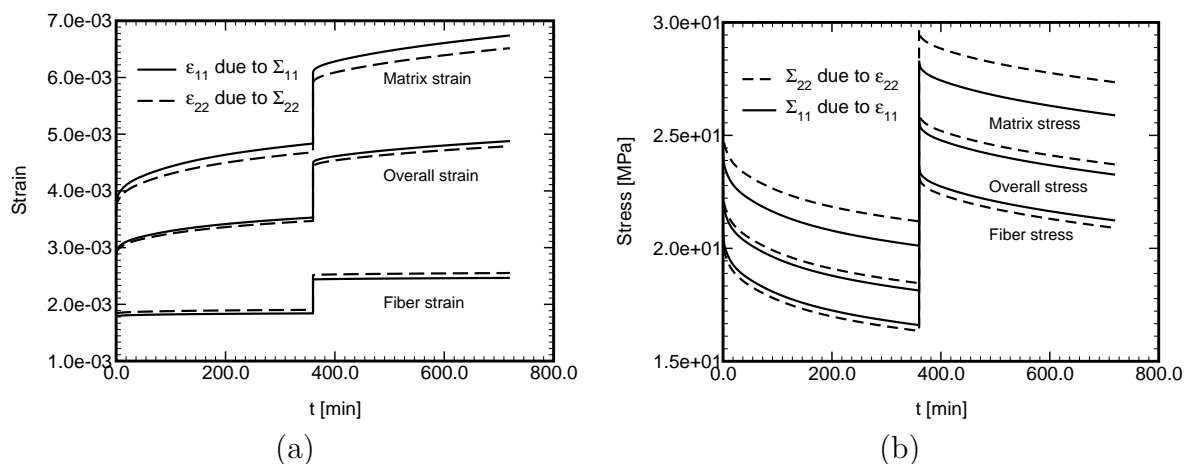 7.0e-03
6.0e-03
5.0e-03
4.0e-03
3.0e-03
2.0e-03
1.0e-03
Strain
ε11 due to Σ11
ε22 due to Σ22
Matrix strain
Overall strain
Fiber strain
0.0 200.0 400.0 600.0 800.0
t [min]
(a)
3.0e+01
2.5e+01
2.0e+01
1.5e+01
Stress [MPa]
Σ22 due to ε22
Σ11 due to ε11
Matrix stress
Overall stress
Fiber stress
0.0 200.0 400.0 600.0 800.0
t [min]
(b)